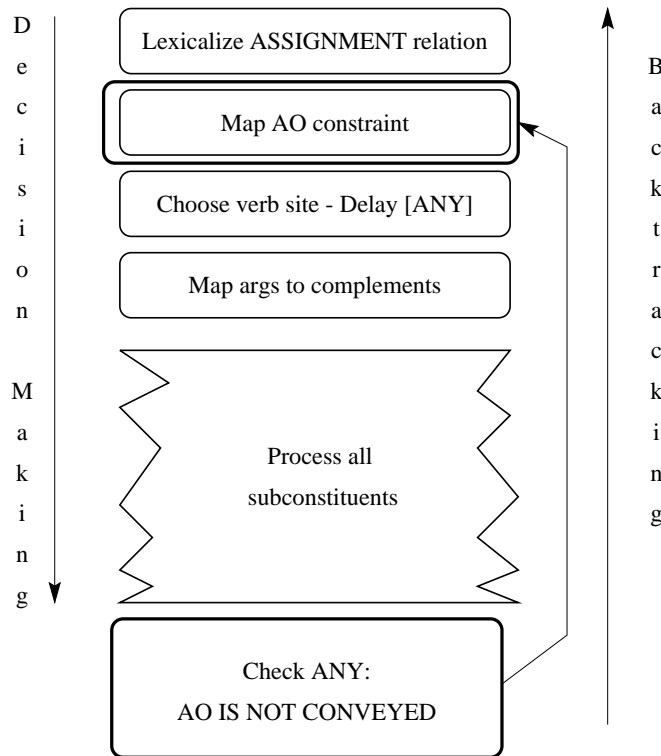 Decision Making
Lexicalize ASSIGNMENT relation
Map AO constraint
Choose verb site - Delay [ANY]
Map args to complements
Process all
subconstituents
Check ANY:
AO IS NOT CONVEYED
Backtracking